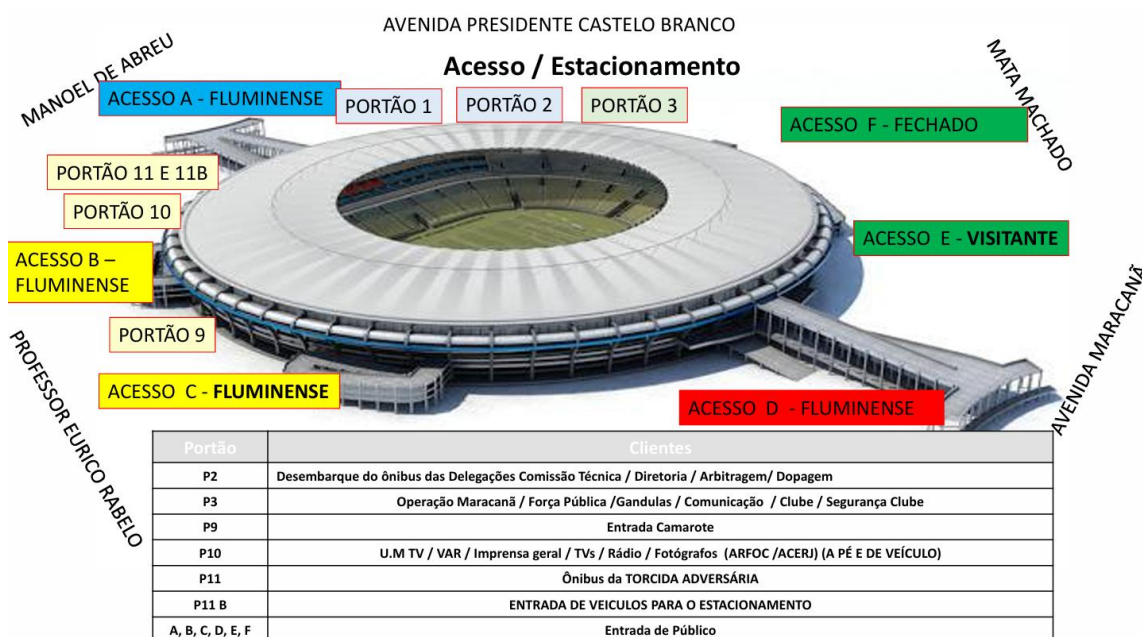 AVENIDA PRESIDENTE CASTELO BRANCO
Acesso / Estacionamento
MANOEL DE ABREU
MATA MACHADO
ACESSO A - FLUMINENSE
PORTÃO 1
PORTÃO 2
PORTÃO 3
ACESSO F - FECHADO
PORTÃO 11 E 11B
PORTÃO 10
ACESSO E - VISITANTE
ACESSO B –
FLUMINENSE
PORTÃO 9
PROFESSOR EURICO RABELO
AVENIDA MARACANÃ
ACESSO C - FLUMINENSE
ACESSO D - FLUMINENSE
Portão Clientes
P2 Desembarque do ônibus das Delegações Comissão Técnica / Diretoria / Arbitragem/ Dopagem
P3 Operação Maracanã / Força Pública /Gandulas / Comunicação / Clube / Segurança Clube
P9 Entrada Camarote
P10 U.M TV / VAR / Imprensa geral / TVs / Rádio / Fotógrafos (ARFOC /ACERJ) (A PÉ E DE VEÍCULO)
P11 Ônibus da TORCIDA ADVERSÁRIA
P11 B ENTRADA DE VEICULOS PARA O ESTACIONAMENTO
A, B, C, D, E, F Entrada de Público